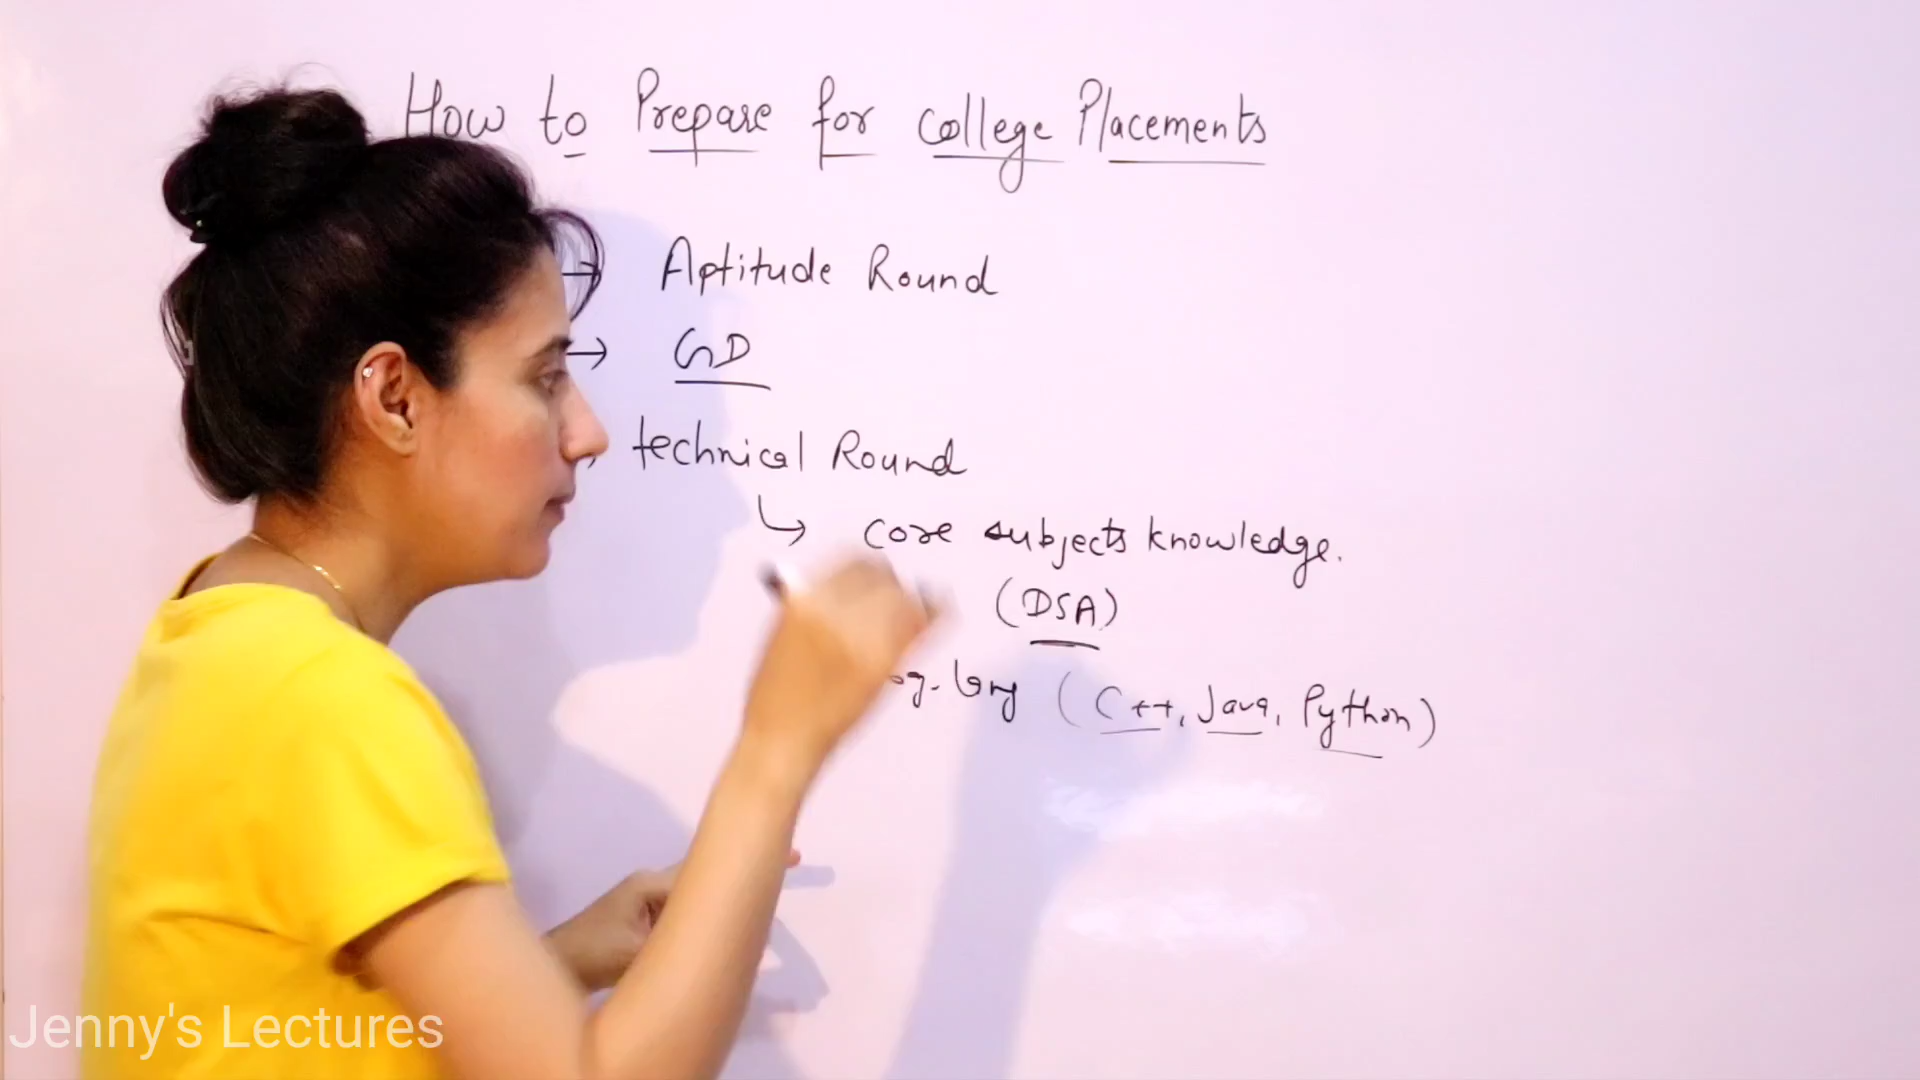 How to Prepare for College Placements
→ Aptitude Round
→ GD
technical Round
↳ core subjects knowledge.
(DSA)
(C++, Java, Python)
Jenny's Lectures